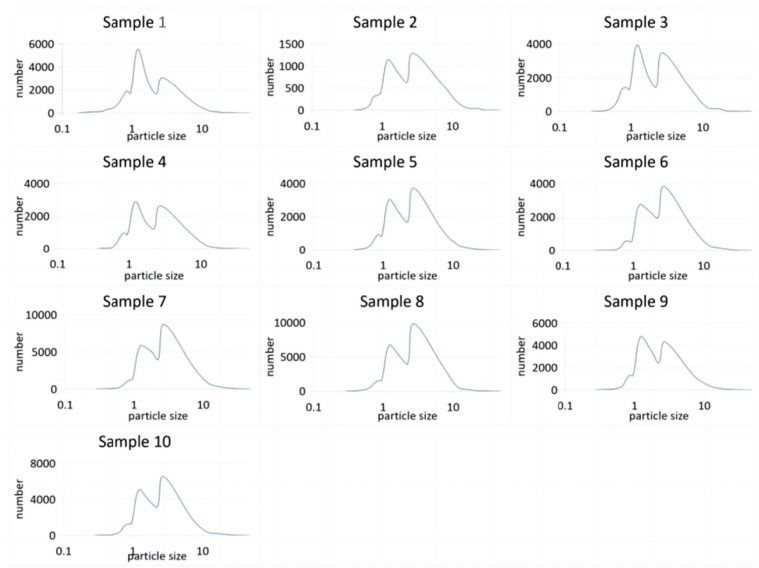 Sample 1
6000
4000
2000
0
number
0.1 1 10
particle size
Sample 2
1500
1000
500
0
number
0.1 1 10
particle size
Sample 3
4000
2000
0
number
0.1 1 10
particle size
Sample 4
4000
2000
0
number
0.1 1 10
particle size
Sample 5
4000
2000
0
number
0.1 1 10
particle size
Sample 6
4000
2000
0
number
0.1 1 10
particle size
Sample 7
10000
5000
0
number
0.1 1 10
particle size
Sample 8
10000
5000
0
number
0.1 1 10
particle size
Sample 9
6000
4000
2000
0
number
0.1 1 10
particle size
Sample 10
8000
4000
0
number
0.1 1 10
particle size